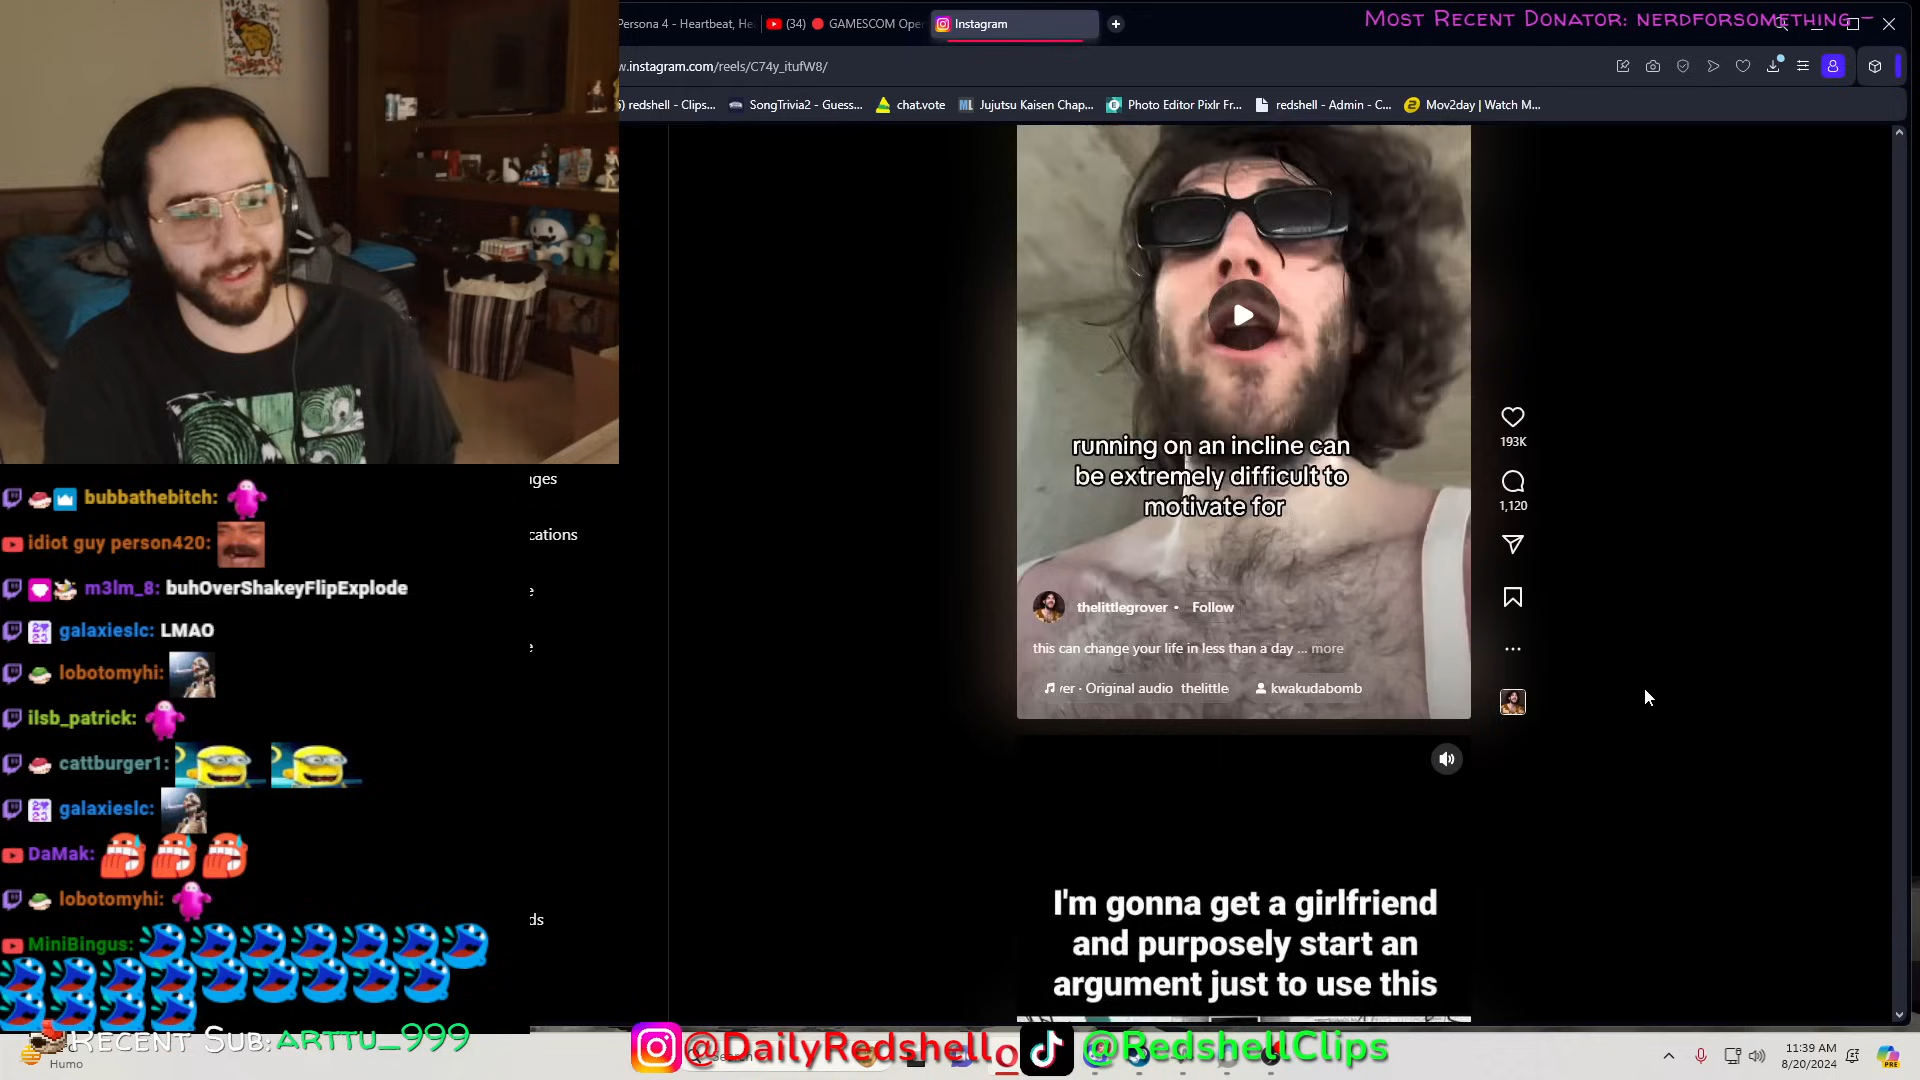 Persona 4 - Heartbeat, He
(34) 🔴 GAMESCOM Ope
Instagram
Most Recent Donator: nerdforsomething -
w.instagram.com/reels/C74y_itufW8/
) redshell - Clips...
SongTrivia2 - Guess...
chat.vote
Jujutsu Kaisen Chap...
Photo Editor Pixlr Fr...
redshell - Admin - C...
Mov2day | Watch M...
running on an incline can
be extremely difficult to
motivate for
193K
1,120
thelittlegrover • Follow
this can change your life in less than a day ... more
ver · Original audio thelittle
kwakudabomb
I'm gonna get a girlfriend
and purposely start an
argument just to use this
ages
cations
e
e
ds
bubbathebitch:
idiot guy person420:
m3lm_8: buhOverShakeyFlipExplode
galaxieslc: LMAO
lobotomyhi:
ilsb_patrick:
cattburger1:
galaxieslc:
DaMak:
lobotomyhi:
MiniBingus:
Recent Sub: arttu_999
Humo
@DailyRedshell
@RedshellClips
11:39 AM
8/20/2024